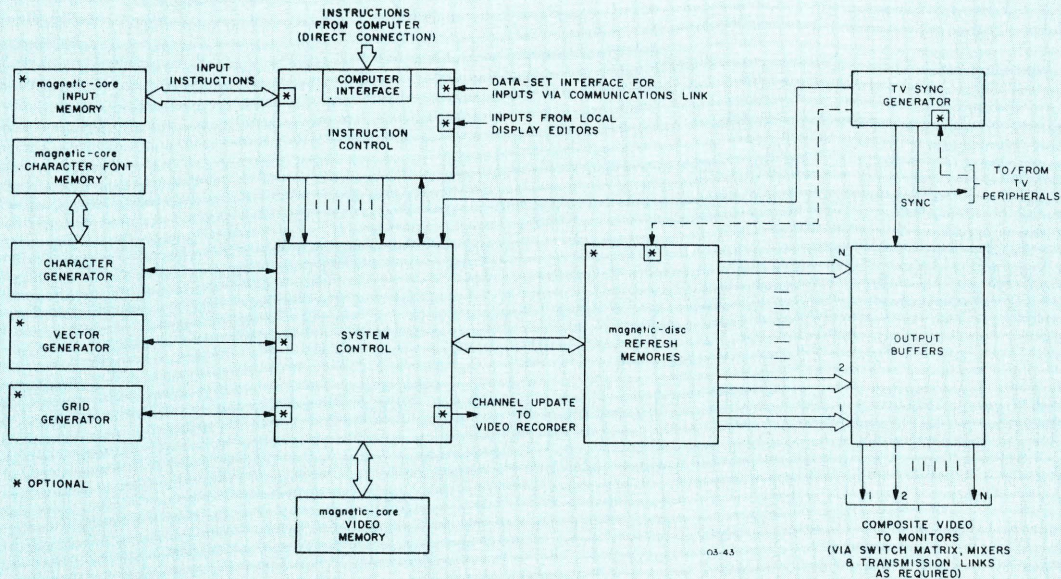 INSTRUCTIONS
FROM COMPUTER
(DIRECT CONNECTION)
* magnetic-core
INPUT
MEMORY
INPUT
INSTRUCTIONS
*
COMPUTER
INTERFACE
INSTRUCTION
CONTROL
*
DATA-SET INTERFACE FOR
INPUTS VIA COMMUNICATIONS LINK
*
INPUTS FROM LOCAL
DISPLAY EDITORS
TV SYNC
GENERATOR
*
TO/FROM
TV
PERIPHERALS
SYNC
magnetic-core
CHARACTER FONT
MEMORY
CHARACTER
GENERATOR
*
VECTOR
GENERATOR
*
GRID
GENERATOR
SYSTEM
CONTROL
*
*
*
CHANNEL UPDATE
TO
VIDEO RECORDER
* *
magnetic-disc
REFRESH
MEMORIES
N
2
1
OUTPUT
BUFFERS
* OPTIONAL
magnetic-core
VIDEO
MEMORY
1 2 N
COMPOSITE VIDEO
TO MONITORS
(VIA SWITCH MATRIX, MIXERS
& TRANSMISSION LINKS
AS REQUIRED)
03-43